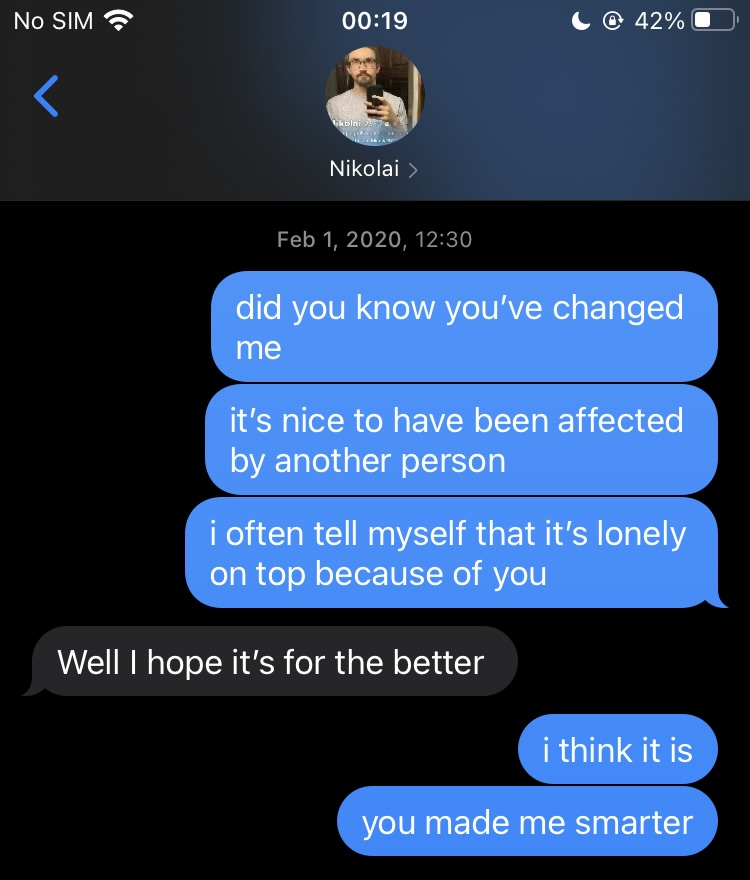 No SIM 00:19 42%
Nikolai
Feb 1, 2020, 12:30
did you know you’ve changed
me
it’s nice to have been affected
by another person
i often tell myself that it’s lonely
on top because of you
Well I hope it’s for the better
i think it is
you made me smarter